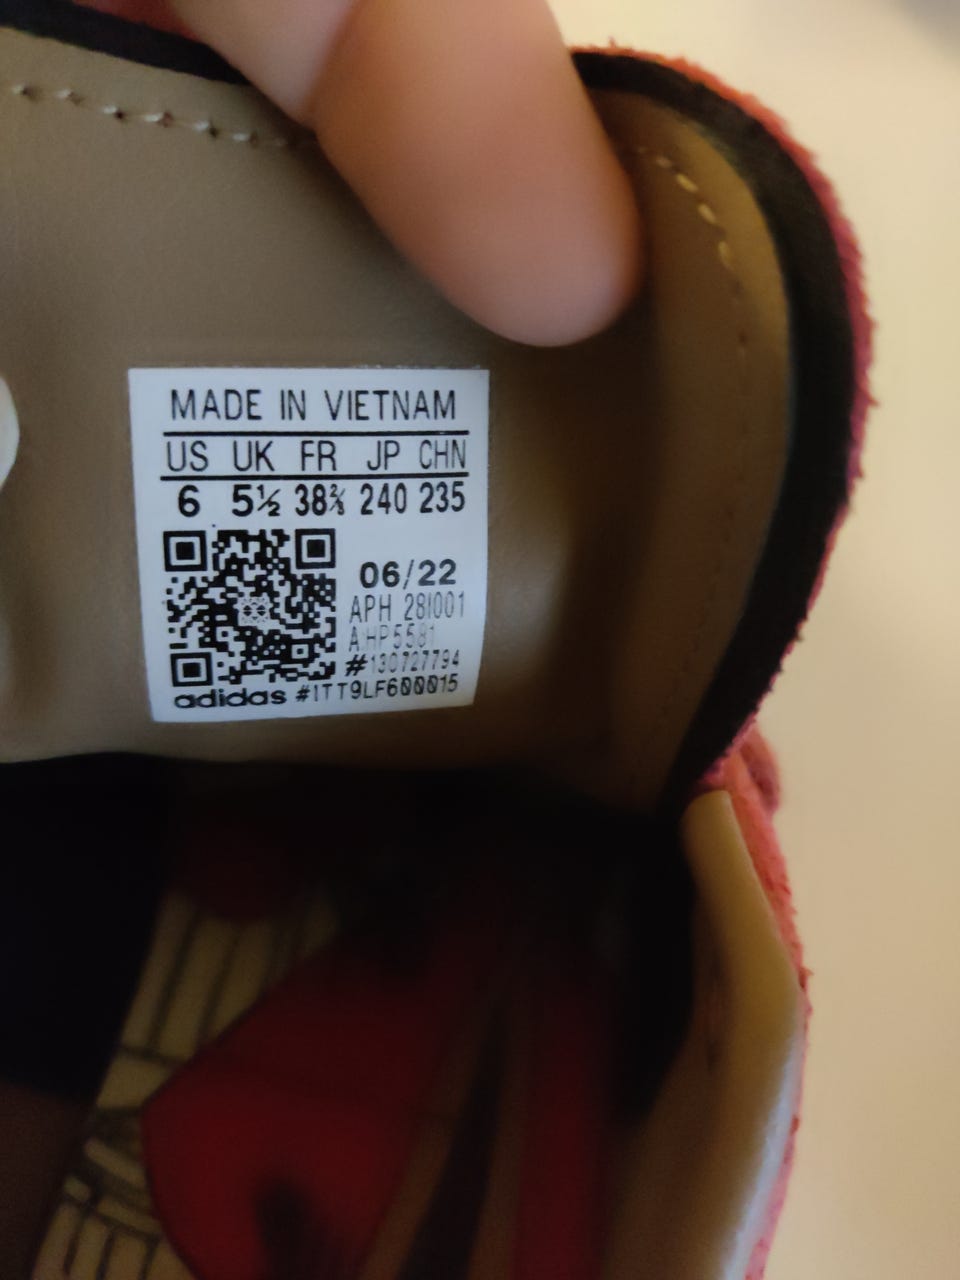 MADE IN VIETNAM
US UK FR JP CHN
6 5½ 38⅔ 240 235
06/22
APH 28I001
A:HP5581
#130727794
adidas #1TT9LF600015